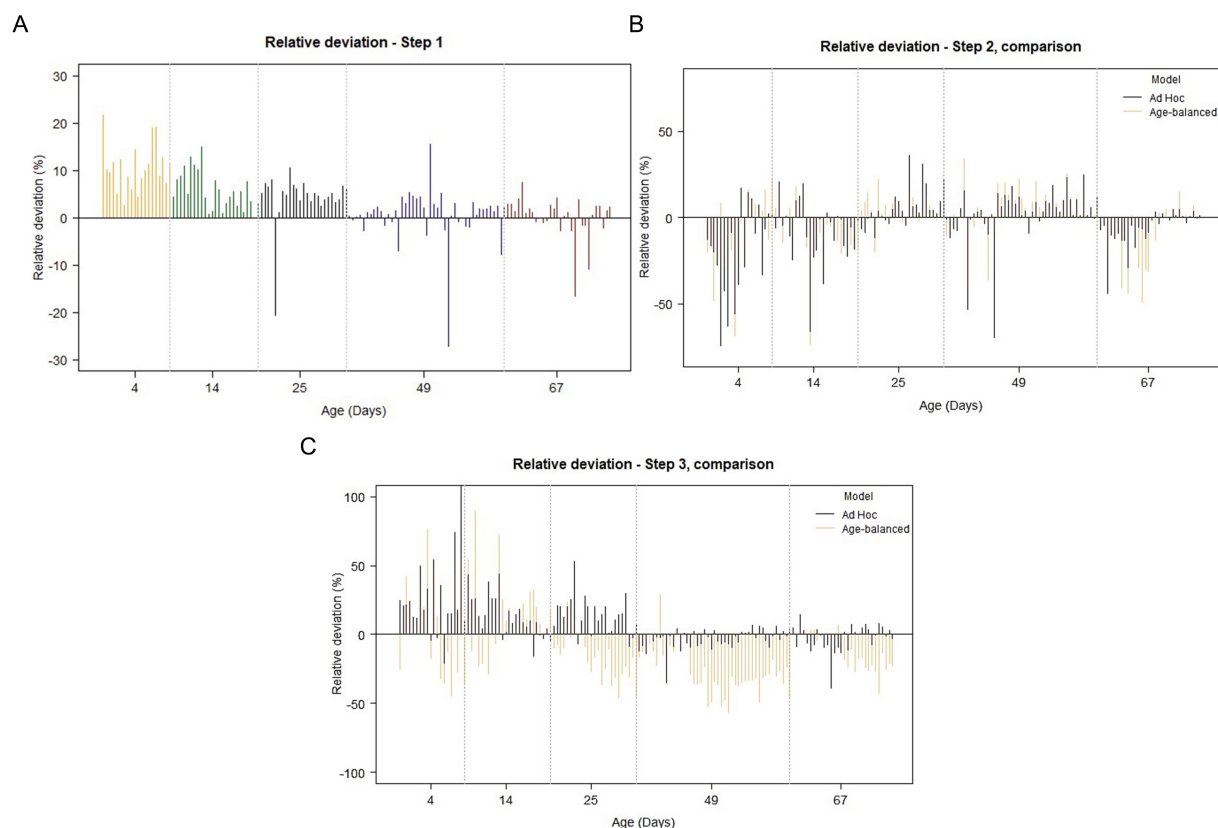 A
Relative deviation - Step 1
Relative deviation (%)
30
20
10
0
-10
-20
-30
4 14 25 49 67
Age (Days)
B
Relative deviation - Step 2, comparison
Relative deviation (%)
50
0
-50
Model
Ad Hoc
Age-balanced
4 14 25 49 67
Age (Days)
C
Relative deviation - Step 3, comparison
Relative deviation (%)
100
50
0
-50
-100
Model
Ad Hoc
Age-balanced
4 14 25 49 67
Age (Days)